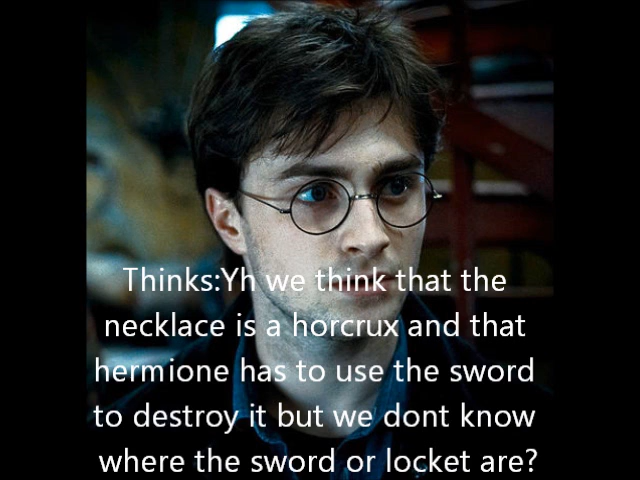 Thinks:Yh we think that the
necklace is a horcrux and that
hermione has to use the sword
to destroy it but we dont know
where the sword or locket are?